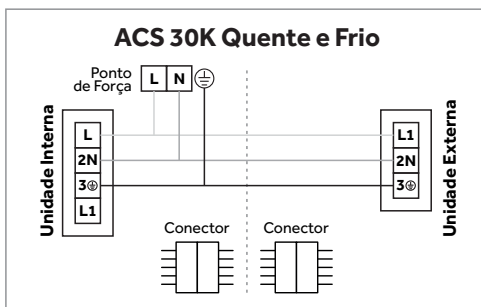 ACS 30K Quente e Frio
Ponto
de Força
L N
Unidade Interna
L
2N
3
L1
L1
2N
3
Unidade Externa
Conector Conector